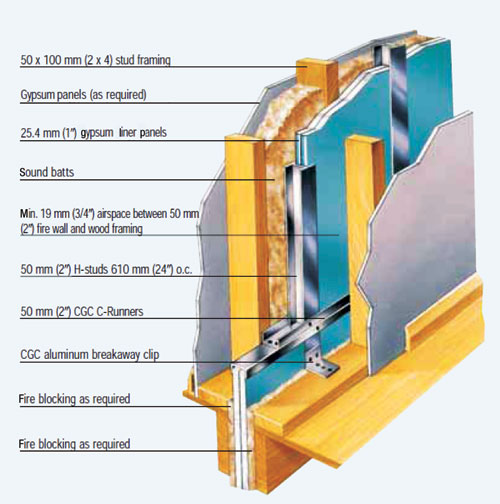 50 x 100 mm (2 x 4) stud framing
Gypsum panels (as required)
25.4 mm (1″) gypsum liner panels
Sound batts
Min. 19 mm (3/4″) airspace between 50 mm
(2″) fire wall and wood framing
50 mm (2″) H-studs 610 mm (24″) o.c.
50 mm (2″) CGC C-Runners
CGC aluminum breakaway clip
Fire blocking as required
Fire blocking as required